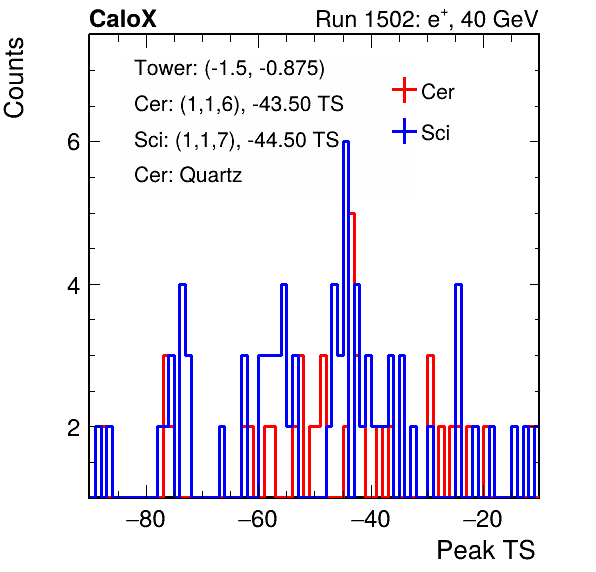 CaloX Run 1502: e⁺, 40 GeV
Counts
Tower: (-1.5, -0.875)
Cer: (1,1,6), -43.50 TS
Sci: (1,1,7), -44.50 TS
Cer: Quartz
Cer
Sci
6
4
2
−80 −60 −40 −20
Peak TS